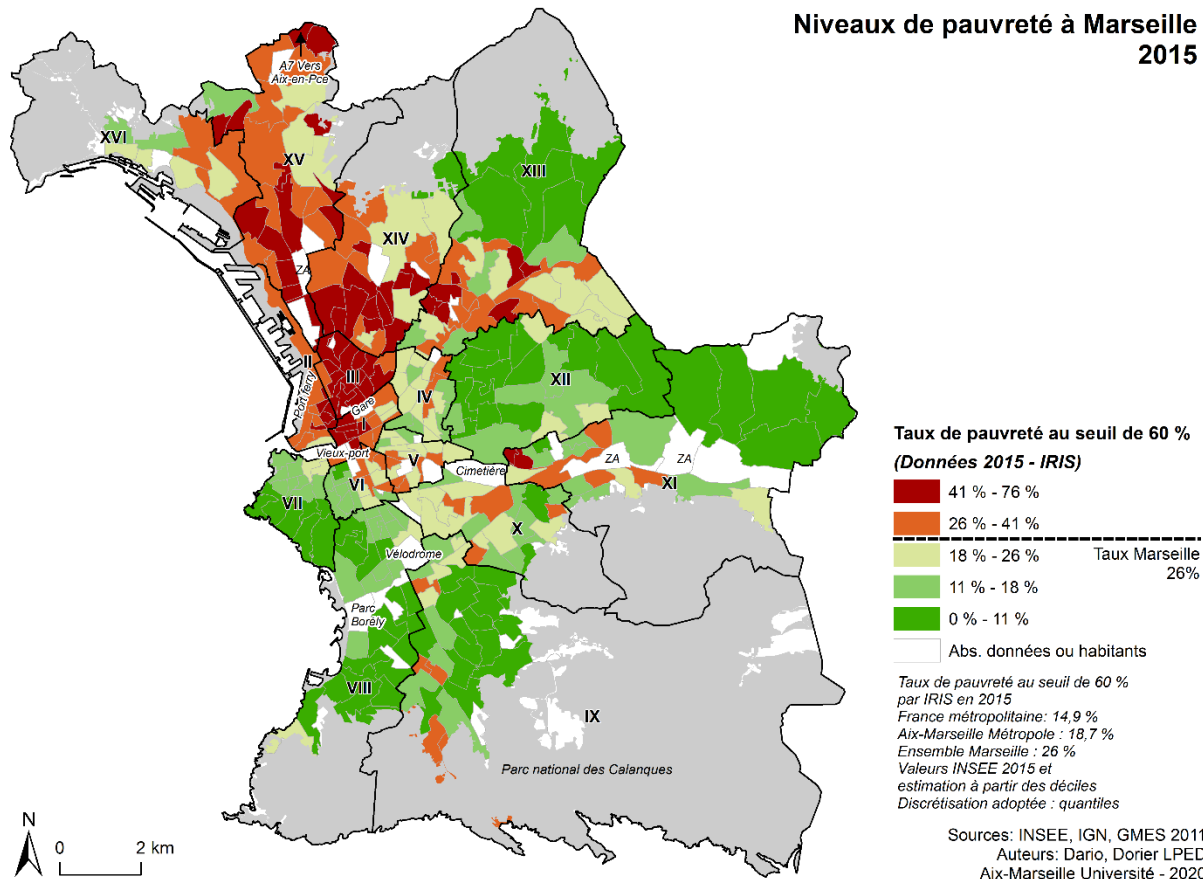 Niveaux de pauvreté à Marseille
2015
A7 Vers
Aix-en-Pce
XVI
XV
XIII
XIV
ZA
II
Port ferry
III
Gare
I
IV
XII
Vieux-port
V
Cimetière
ZA
ZA
VI
XI
VII
X
Vélodrome
Parc
Borély
VIII
IX
Parc national des Calanques
N
0 2 km
Taux de pauvreté au seuil de 60 %
(Données 2015 - IRIS)
41 % - 76 %
26 % - 41 %
18 % - 26 %
Taux Marseille
26%
11 % - 18 %
0 % - 11 %
Abs. données ou habitants
Taux de pauvreté au seuil de 60 %
par IRIS en 2015
France métropolitaine: 14,9 %
Aix-Marseille Métropole : 18,7 %
Ensemble Marseille : 26 %
Valeurs INSEE 2015 et
estimation à partir des déciles
Discrétisation adoptée : quantiles
Sources: INSEE, IGN, GMES 2011
Auteurs: Dario, Dorier LPED
Aix-Marseille Université - 2020